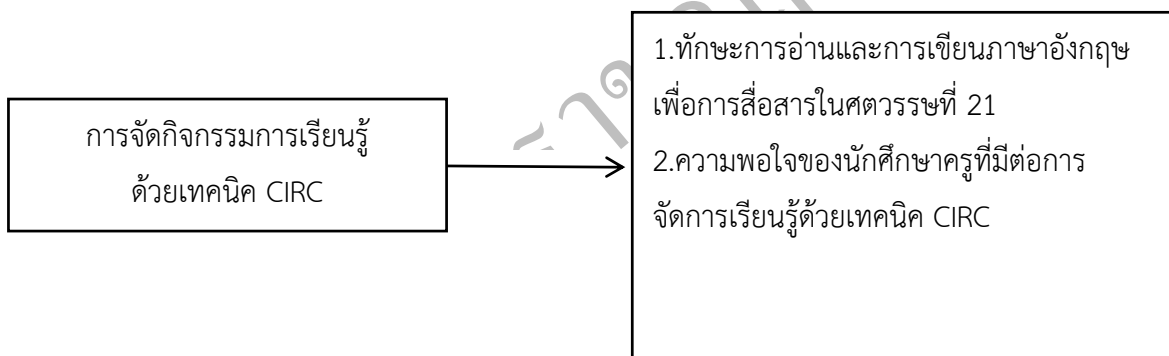 การจัดกิจกรรมการเรียนรู้
ด้วยเทคนิค CIRC
1.ทักษะการอ่านและการเขียนภาษาอังกฤษ
เพื่อการสื่อสารในศตวรรษที่ 21
2.ความพอใจของนักศึกษาครูที่มีต่อการ
จัดการเรียนรู้ด้วยเทคนิค CIRC